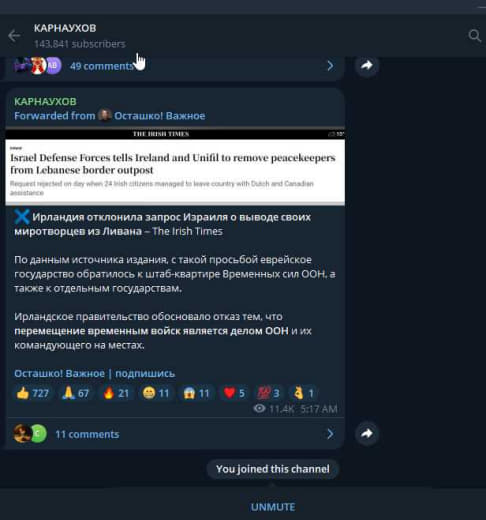 КАРНАУХОВ
143,841 subscribers
AB 49 comments
КАРНАУХОВ
Forwarded from Осташко! Важное
THE IRISH TIMES
15°
Ireland
Israel Defense Forces tells Ireland and Unifil to remove peacekeepers
from Lebanese border outpost
Request rejected on day when 24 Irish citizens managed to leave country with Dutch and Canadian
assistance
Ирландия отклонила запрос Израиля о выводе своих
миротворцев из Ливана – The Irish Times
По данным источника издания, с такой просьбой еврейское
государство обратилось к штаб-квартире Временных сил ООН, а
также к отдельным государствам.
Ирландское правительство обосновало отказ тем, что
перемещение временным войск является делом ООН и их
командующего на местах.
Осташко! Важное | подпишись
727 67 21 11 11 5 3 1
11.4K 5:17 AM
C 11 comments
You joined this channel
UNMUTE